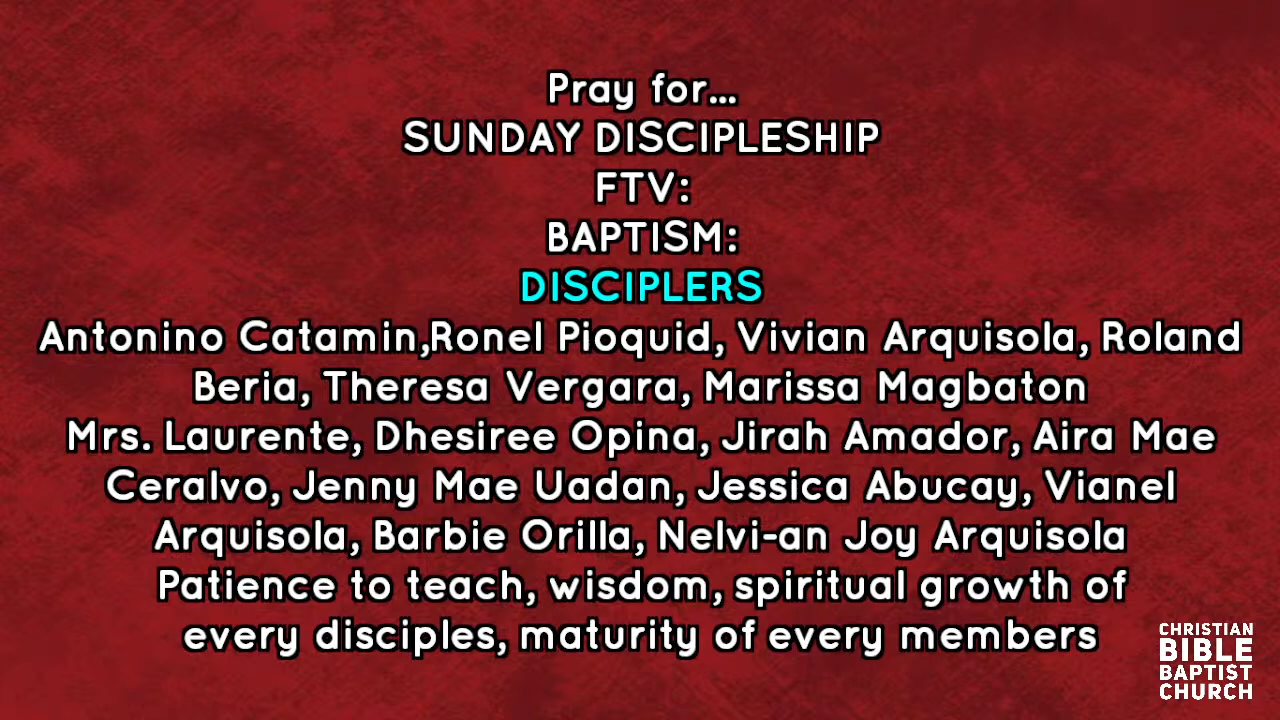 Pray for...
SUNDAY DISCIPLESHIP
FTV:
BAPTISM:
DISCIPLERS
Antonino Catamin,Ronel Pioquid, Vivian Arquisola, Roland
Beria, Theresa Vergara, Marissa Magbaton
Mrs. Laurente, Dhesiree Opina, Jirah Amador, Aira Mae
Ceralvo, Jenny Mae Uadan, Jessica Abucay, Vianel
Arquisola, Barbie Orilla, Nelvi-an Joy Arquisola
Patience to teach, wisdom, spiritual growth of
every disciples, maturity of every members
CHRISTIAN
BIBLE
BAPTIST
CHURCH